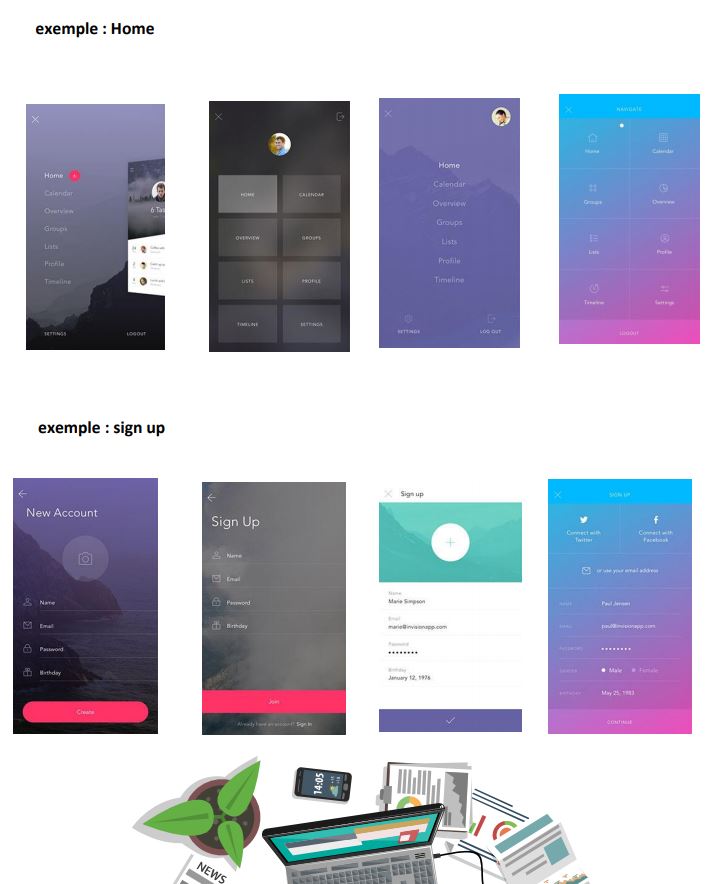 exemple : Home
Home
Calendar
Overview
Groups
Lists
Profile
Timeline
SETTINGS
LOGOUT
6 Tas
HOME
CALENDAR
OVERVIEW
GROUPS
LISTS
PROFILE
TIMELINE
SETTINGS
Home
Calendar
Overview
Groups
Lists
Profile
Timeline
SETTINGS
LOG OUT
NAVIGATE
Home
Calendar
Groups
Overview
Lists
Profile
Timeline
Settings
LOGOUT
exemple : sign up
New Account
Name
Email
Password
Birthday
Create
Sign Up
Name
Email
Password
Birthday
Join
Already have an account? Sign In
Sign up
Name
Marie Simpson
Email
marie@invisionapp.com
Password
Birthday
January 12, 1976
SIGN UP
Connect with
Twitter
Connect with
Facebook
or use your email address
NAME
Paul Jensen
EMAIL
paul@invisionapp.com
PASSWORD
GENDER
Male
Female
BIRTHDAY
May 25, 1983
CONTINUE
14:05
NEWS